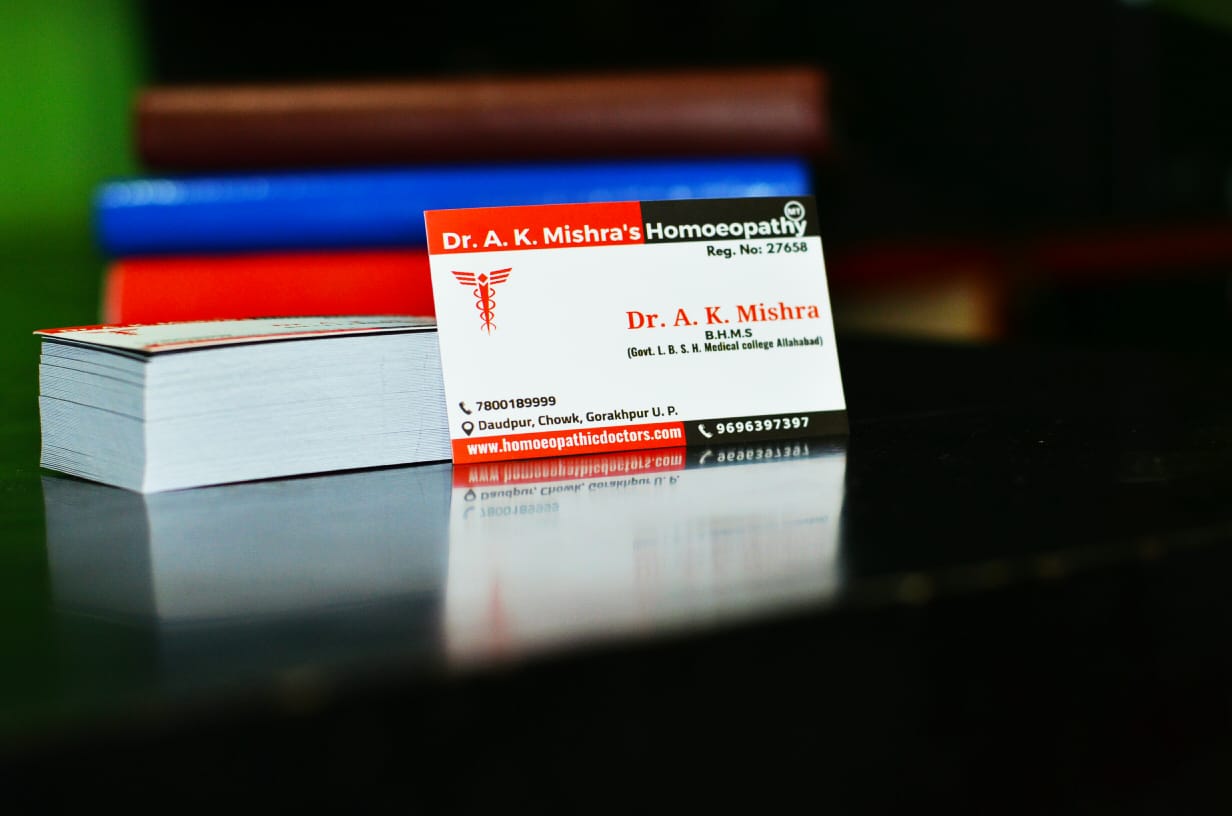 Dr. A. K. Mishra's Homoeopathy
MT
Reg. No: 27658
Dr. A. K. Mishra
B.H.M.S
(Govt. L. B. S. H. Medical college Allahabad)
7800189999
Daudpur, Chowk, Gorakhpur U. P.
www.homoeopathicdoctors.com
9696397397